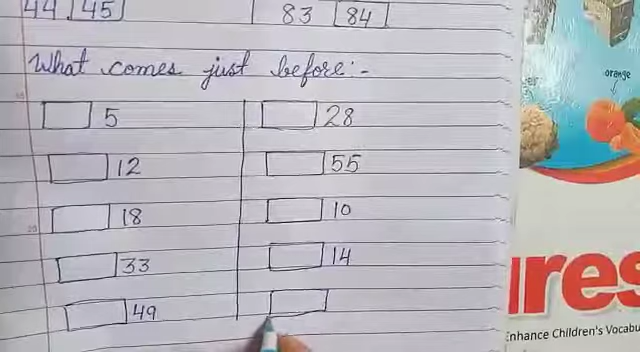 44 45 83 84
What comes just before:-
5 28
12 55
18 10
33 14
49
orange
ires
Enhance Children's Vocabu